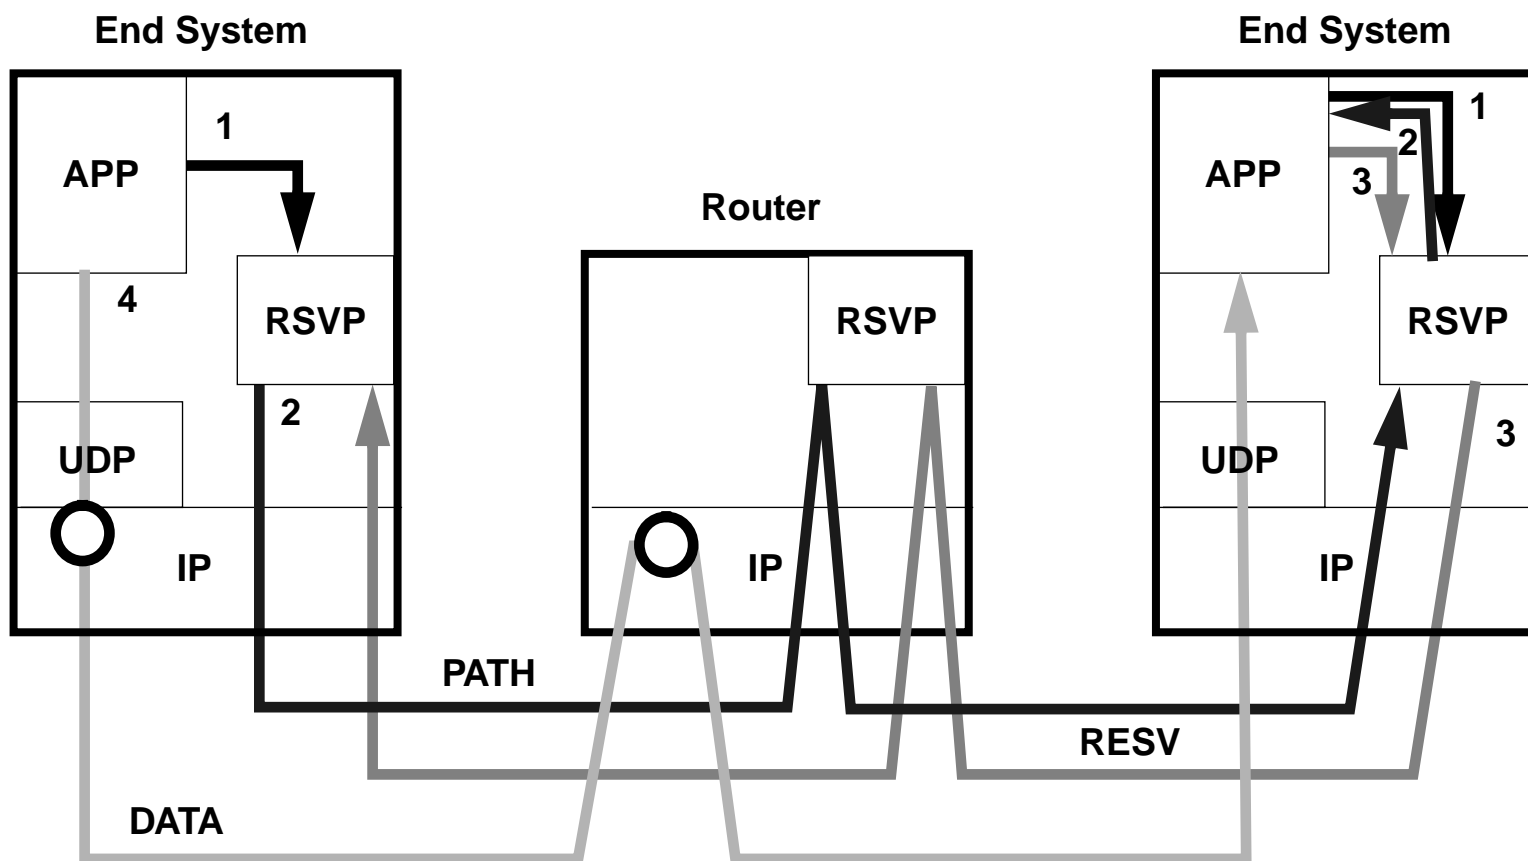 End System
End System
1
1
2
APP
APP
3
Router
4
RSVP
RSVP
RSVP
2
3
UDP
UDP
IP
IP
IP
PATH
RESV
DATA